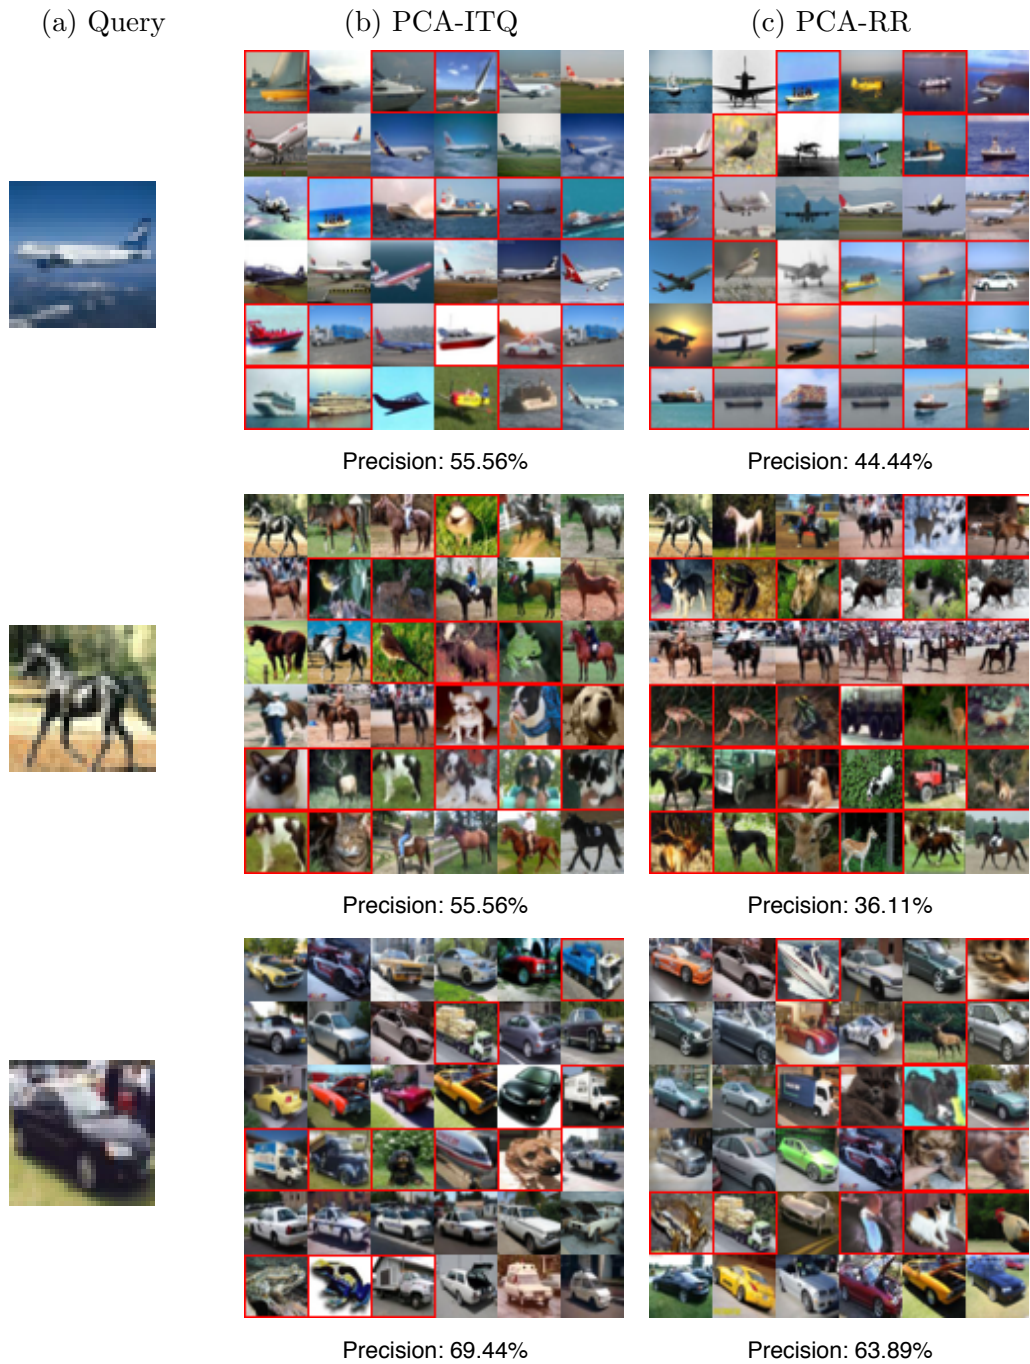 (a) Query
(b) PCA-ITQ
(c) PCA-RR
Precision: 55.56%
Precision: 44.44%
Precision: 55.56%
Precision: 36.11%
Precision: 69.44%
Precision: 63.89%